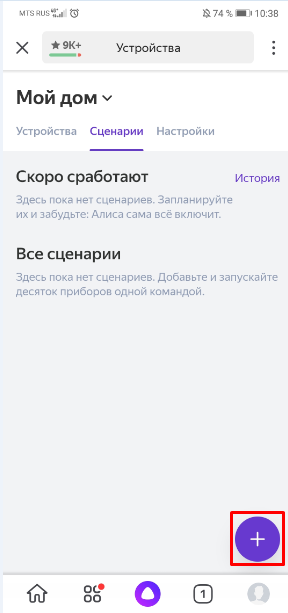 MTS RUS 74 % 10:38
9K+ Устройства
Мой дом
Устройства Сценарии Настройки
Скоро сработают История
Здесь пока нет сценариев. Запланируйте
их и забудьте: Алиса сама всё включит.
Все сценарии
Здесь пока нет сценариев. Добавьте и запускайте
десяток приборов одной командой.
1